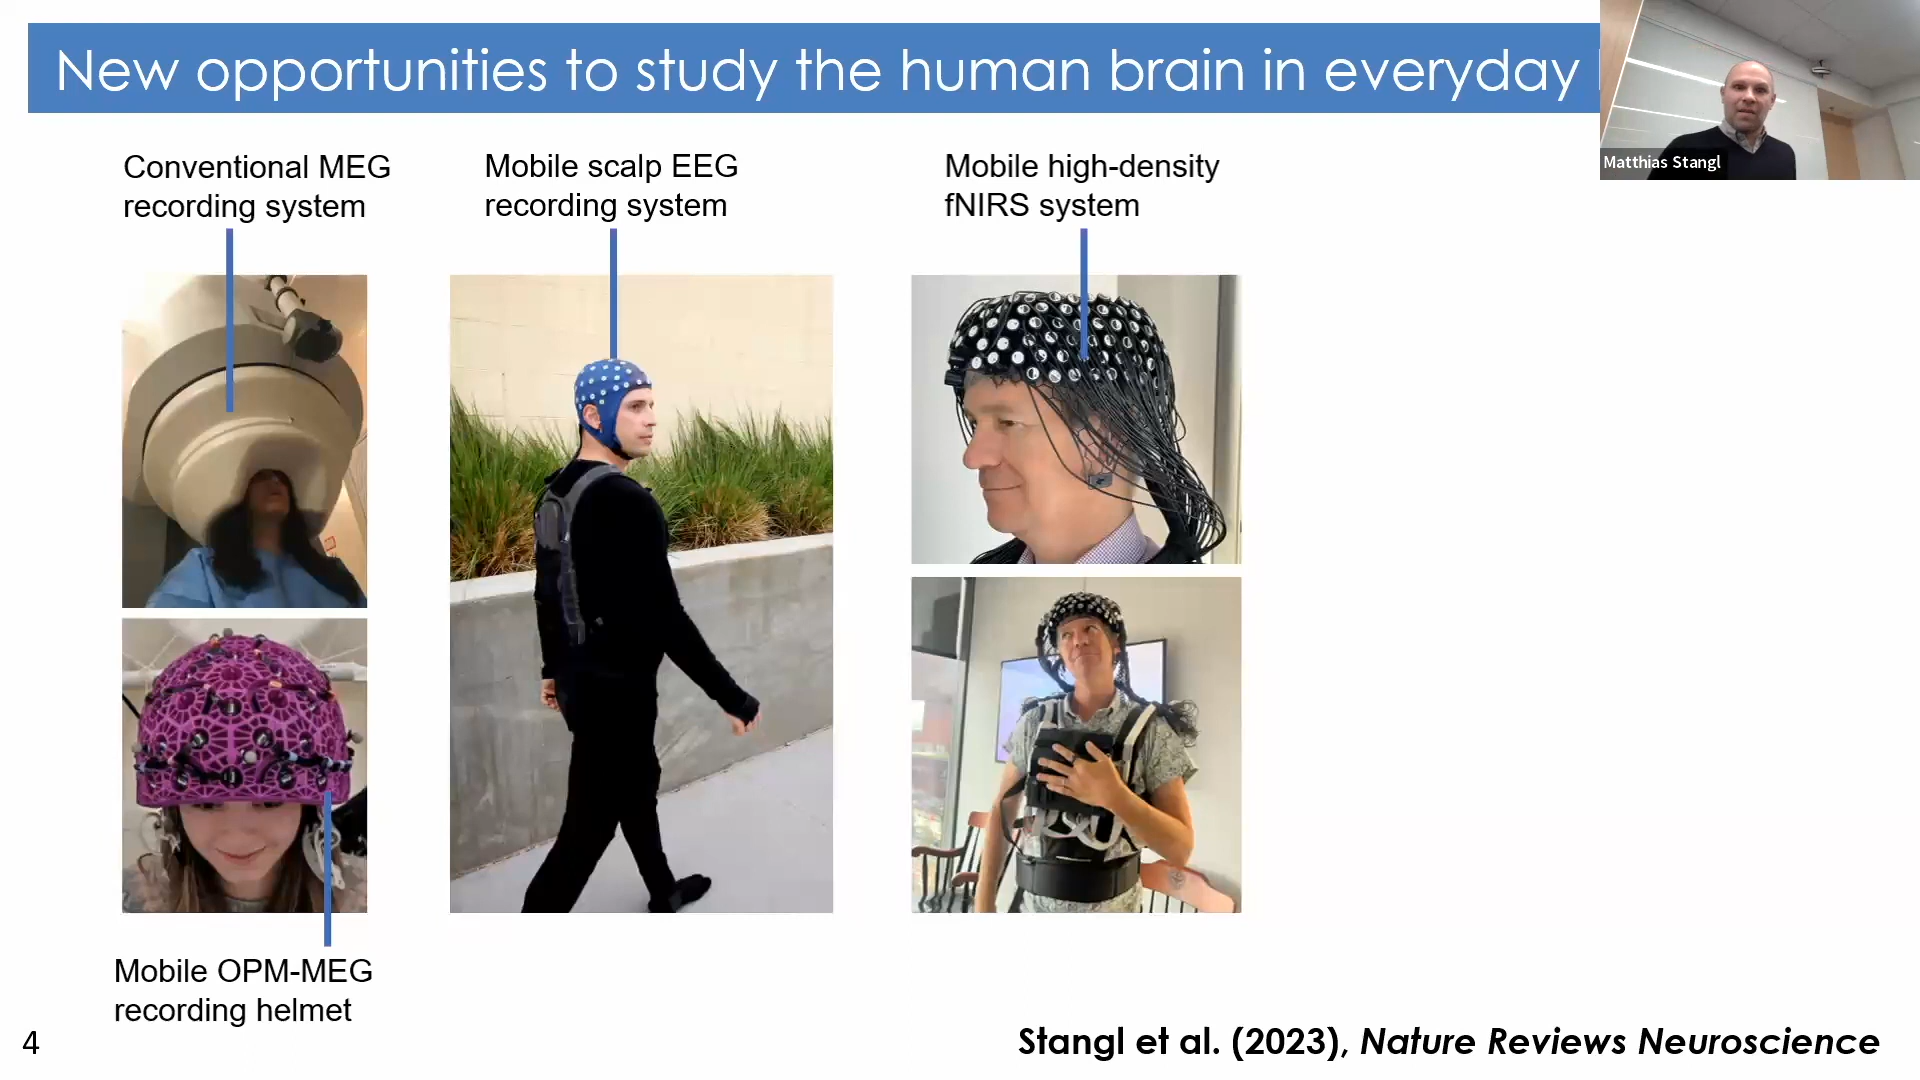 New opportunities to study the human brain in everyday
Matthias Stangl
Conventional MEG
recording system
Mobile scalp EEG
recording system
Mobile high-density
fNIRS system
Mobile OPM-MEG
recording helmet
4
Stangl et al. (2023), Nature Reviews Neuroscience